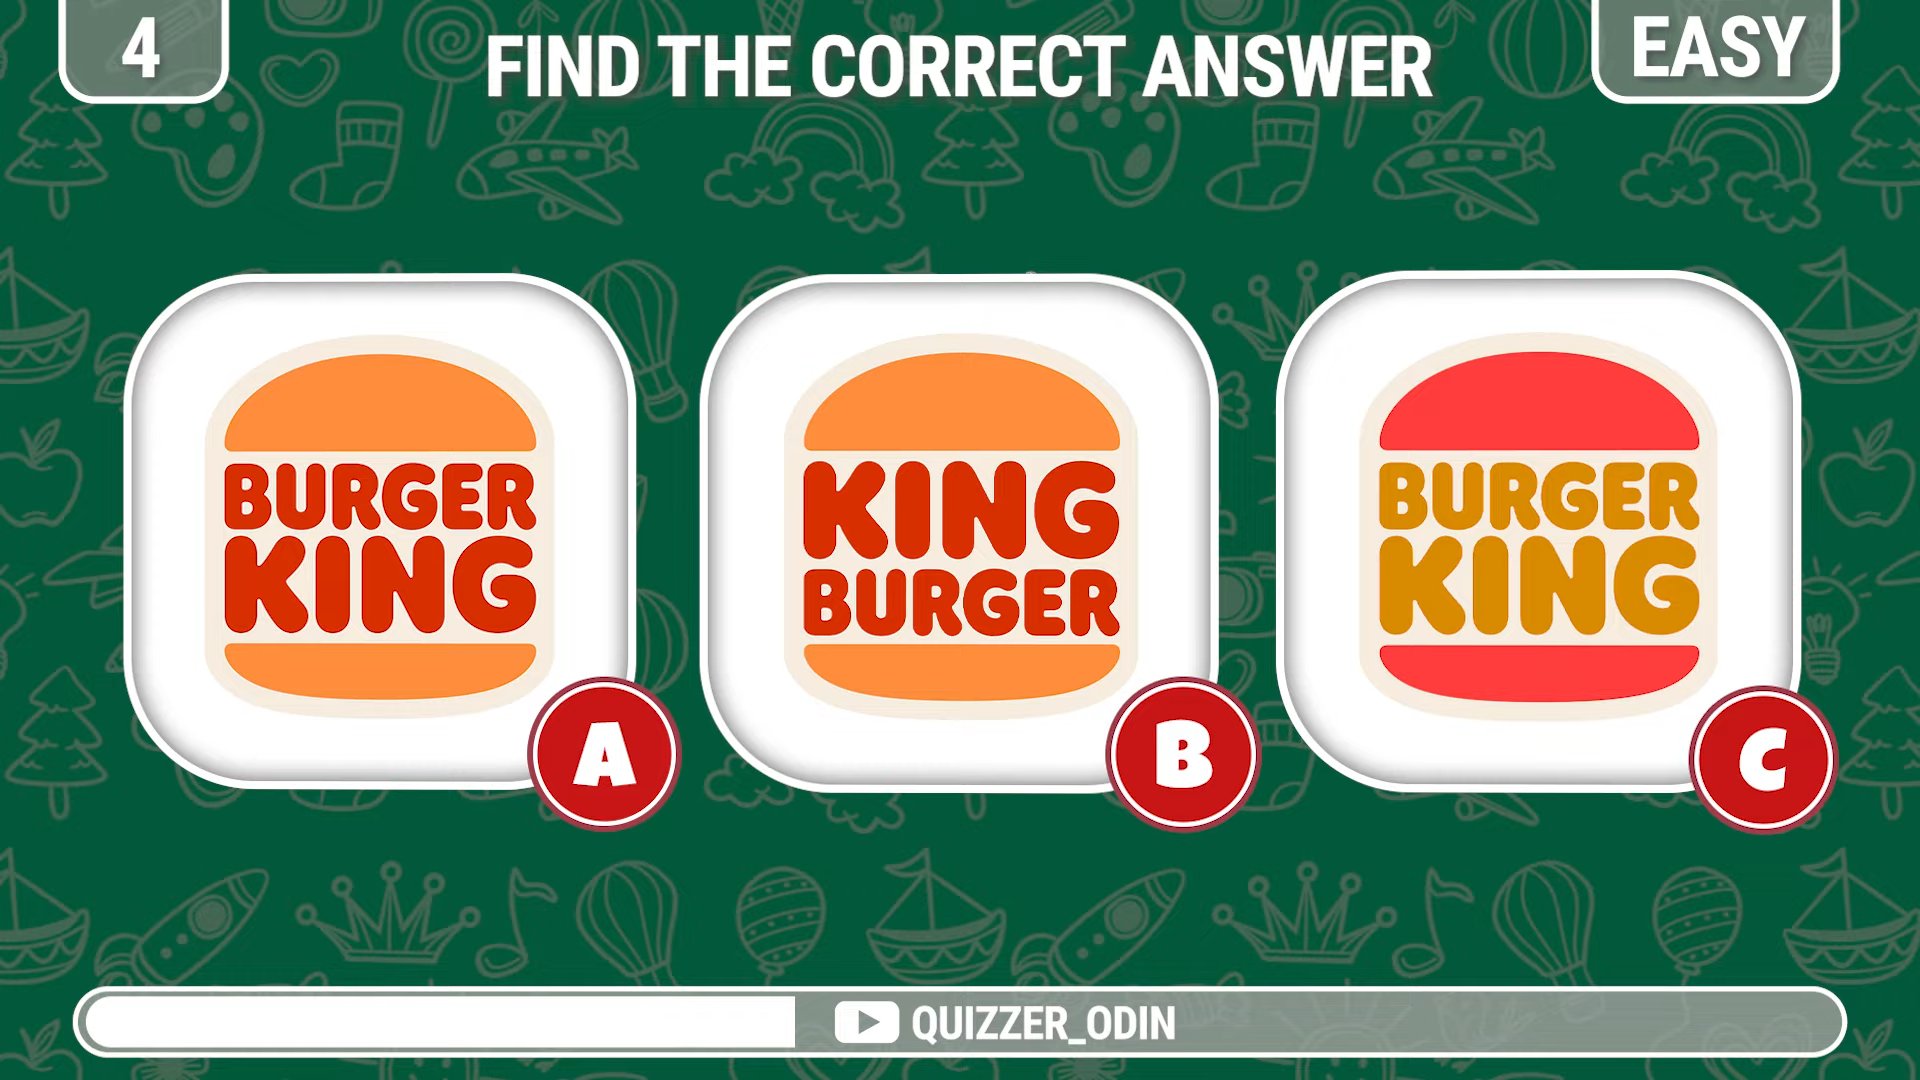 4
FIND THE CORRECT ANSWER
EASY
BURGER
KING
A
KING
BURGER
B
BURGER
KING
C
QUIZZER_ODIN